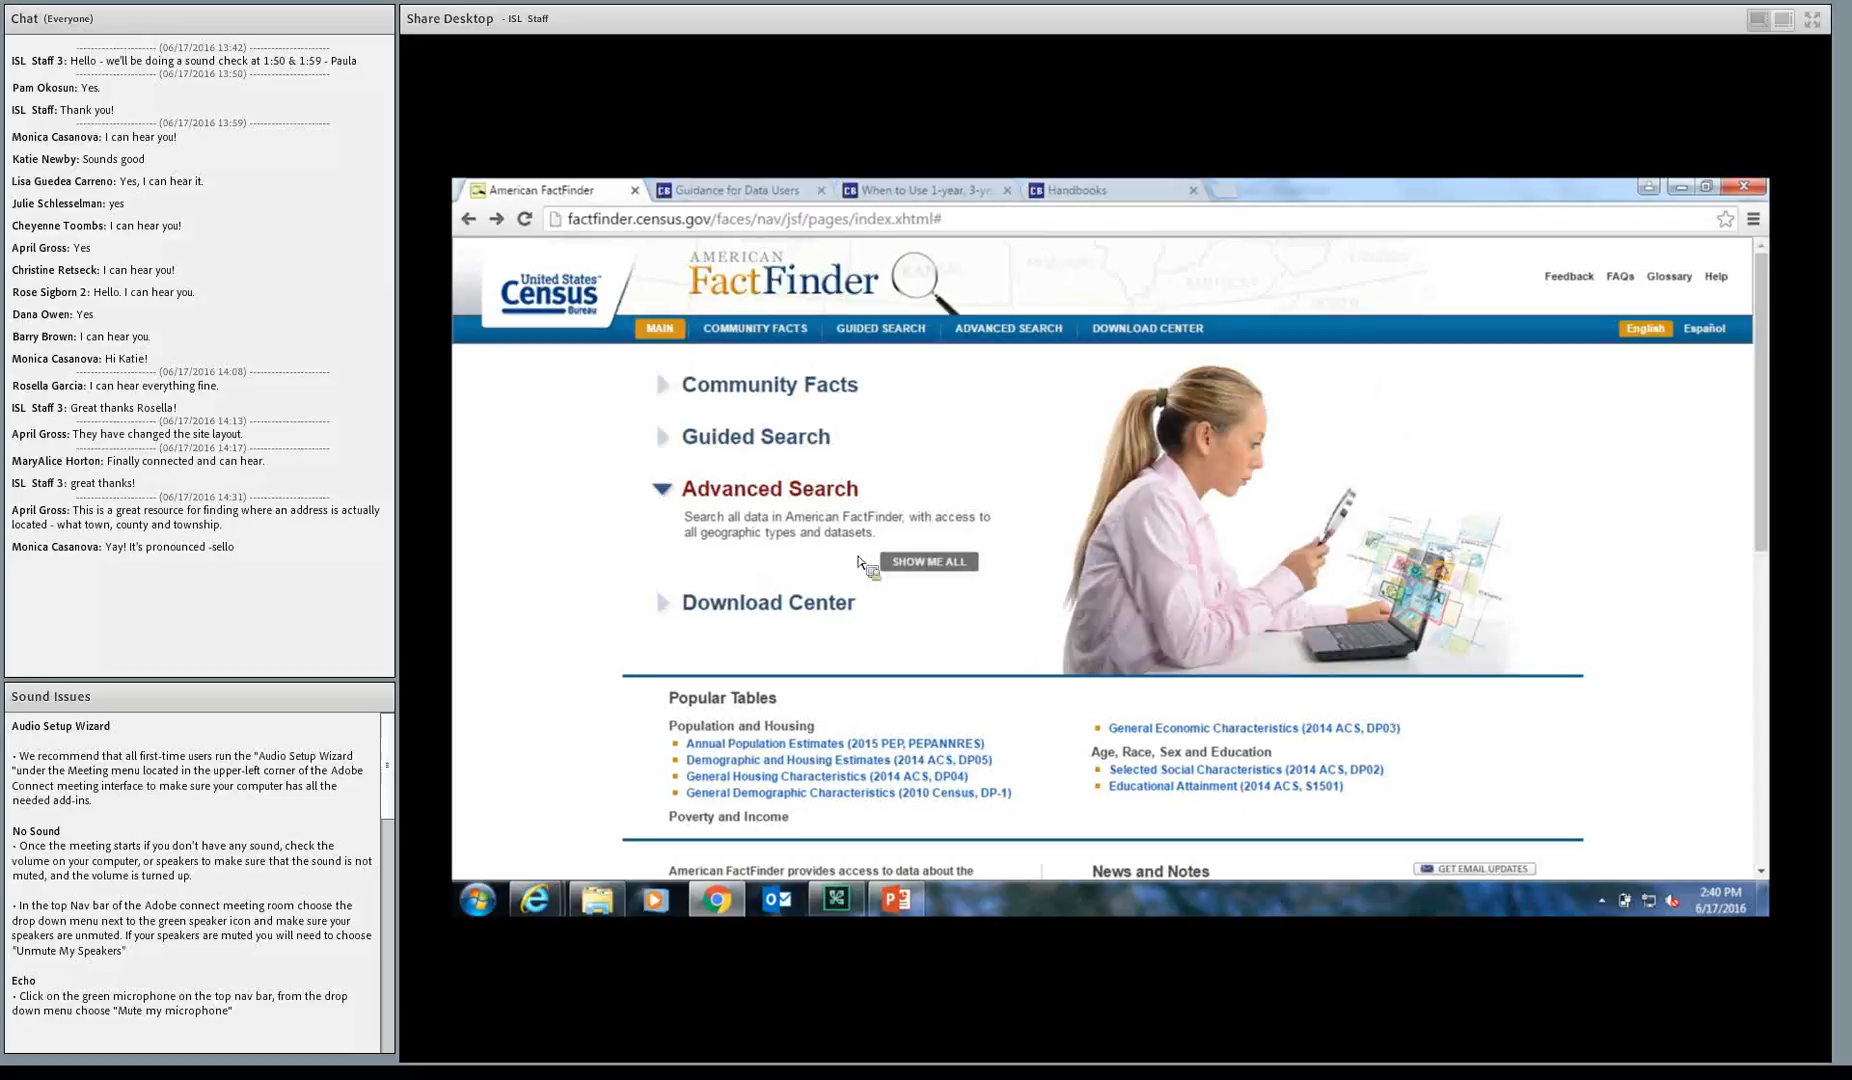 Chat (Everyone)
------------------ (06/17/2016 13:42) ------------------
ISL Staff 3: Hello - we'll be doing a sound check at 1:50 & 1:59 - Paula
------------------ (06/17/2016 13:50) ------------------
Pam Okosun: Yes.
ISL Staff: Thank you!
------------------ (06/17/2016 13:59) ------------------
Monica Casanova: I can hear you!
Katie Newby: Sounds good
Lisa Guedea Carreno: Yes, I can hear it.
Julie Schlesselman: yes
Cheyenne Toombs: I can hear you!
April Gross: Yes
Christine Retseck: I can hear you!
Rose Sigborn 2: Hello. I can hear you.
Dana Owen: Yes
Barry Brown: I can hear you.
Monica Casanova: Hi Katie!
------------------ (06/17/2016 14:08) ------------------
Rosella Garcia: I can hear everything fine.
ISL Staff 3: Great thanks Rosella!
------------------ (06/17/2016 14:13) ------------------
April Gross: They have changed the site layout.
------------------ (06/17/2016 14:17) ------------------
MaryAlice Horton: Finally connected and can hear.
ISL Staff 3: great thanks!
------------------ (06/17/2016 14:31) ------------------
April Gross: This is a great resource for finding where an address is actually
located - what town, county and township.
Monica Casanova: Yay! It's pronounced -sello
Sound Issues
Audio Setup Wizard
• We recommend that all first-time users run the "Audio Setup Wizard
"under the Meeting menu located in the upper-left corner of the Adobe
Connect meeting interface to make sure your computer has all the
needed add-ins.
No Sound
• Once the meeting starts if you don't have any sound, check the
volume on your computer, or speakers to make sure that the sound is not
muted, and the volume is turned up.
• In the top Nav bar of the Adobe connect meeting room choose the
drop down menu next to the green speaker icon and make sure your
speakers are unmuted. If your speakers are muted you will need to choose
"Unmute My Speakers"
Echo
• Click on the green microphone on the top nav bar, from the drop
down menu choose "Mute my microphone"
Share Desktop - ISL Staff
American FactFinder
CB Guidance for Data Users
CB When to Use 1-year, 3-ye
CB Handbooks
factfinder.census.gov/faces/nav/jsf/pages/index.xhtml#
United States
Census
Bureau
AMERICAN
FactFinder
KANSAS
KENTUCKY
Feedback FAQs Glossary Help
MAIN COMMUNITY FACTS GUIDED SEARCH ADVANCED SEARCH DOWNLOAD CENTER English Español
Community Facts
Guided Search
Advanced Search
Search all data in American FactFinder, with access to
all geographic types and datasets.
SHOW ME ALL
Download Center
Popular Tables
Population and Housing
Annual Population Estimates (2015 PEP, PEPANNRES)
Demographic and Housing Estimates (2014 ACS, DP05)
General Housing Characteristics (2014 ACS, DP04)
General Demographic Characteristics (2010 Census, DP-1)
Poverty and Income
General Economic Characteristics (2014 ACS, DP03)
Age, Race, Sex and Education
Selected Social Characteristics (2014 ACS, DP02)
Educational Attainment (2014 ACS, S1501)
American FactFinder provides access to data about the
News and Notes
GET EMAIL UPDATES
2:40 PM
6/17/2016